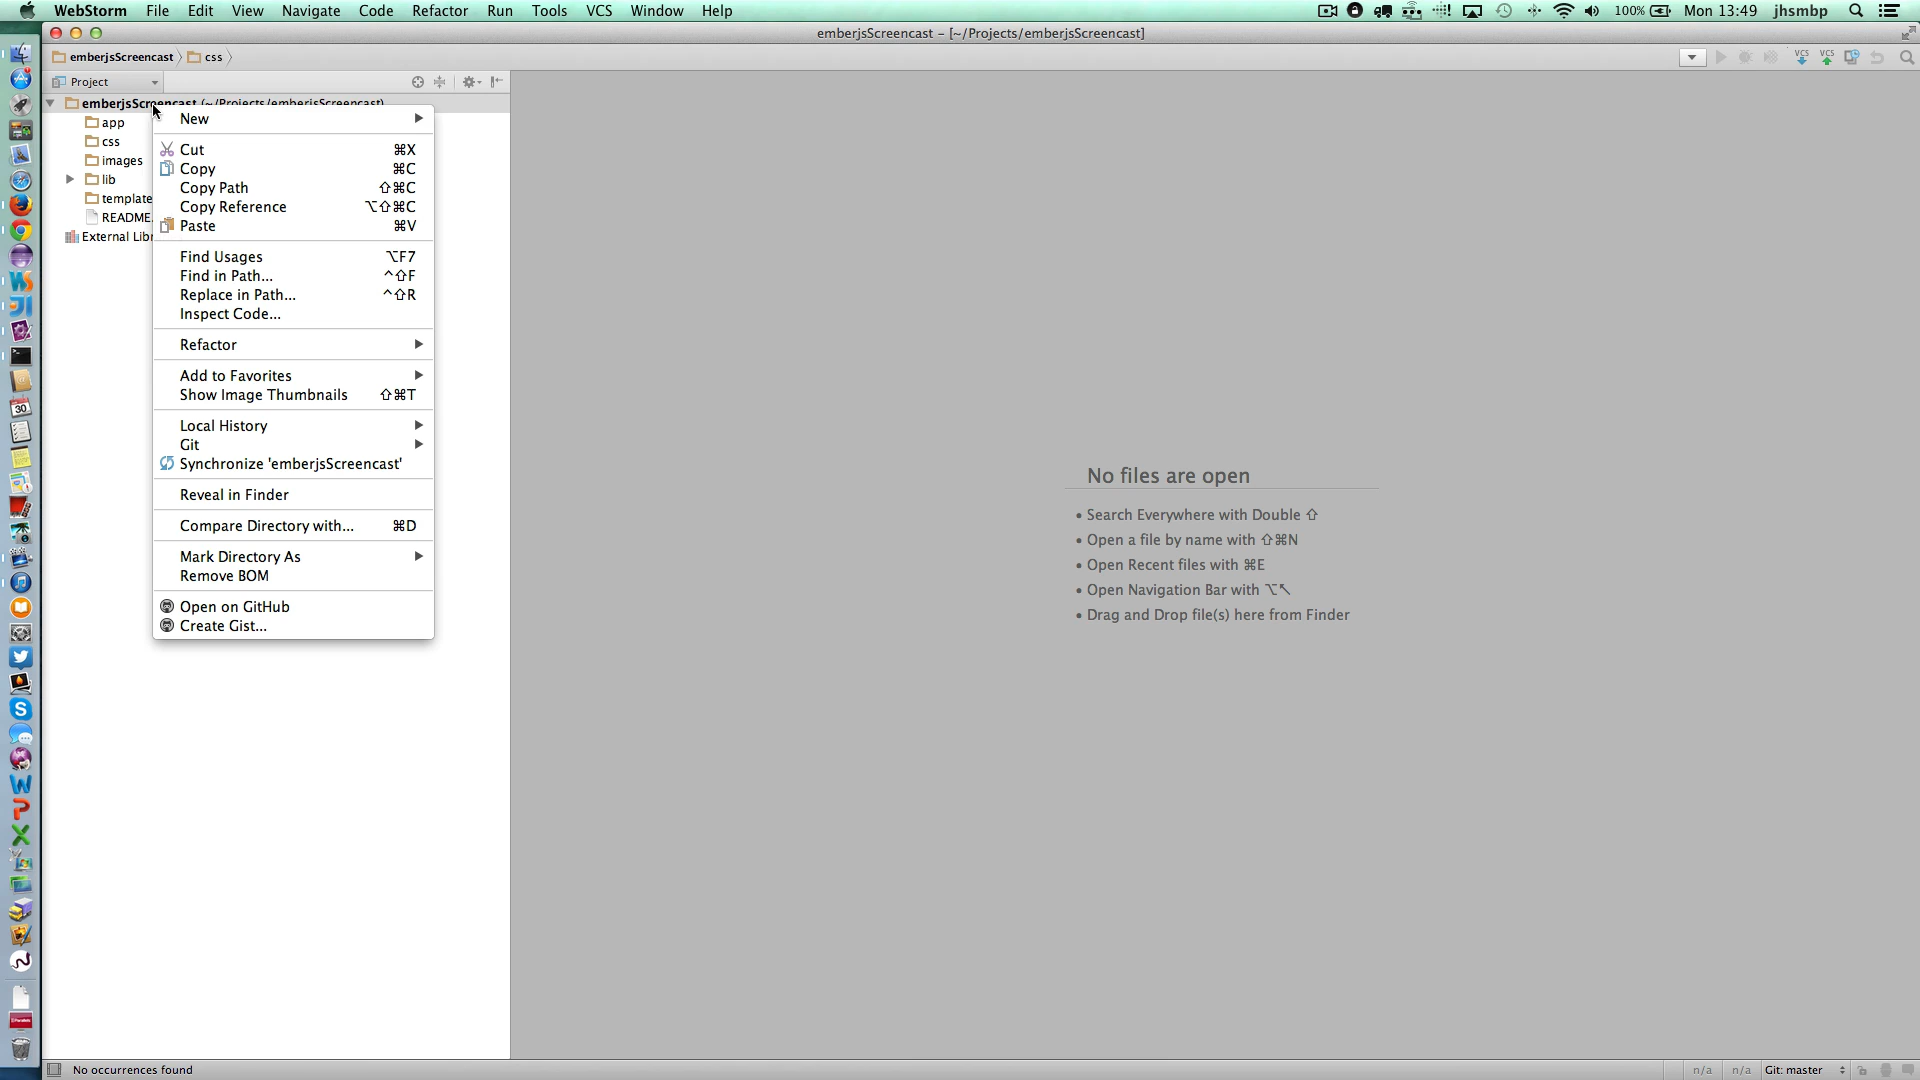 WebStorm File Edit View Navigate Code Refactor Run Tools VCS Window Help 100% Mon 13:49 jhsmbp
emberjsScreencast – [~/Projects/emberjsScreencast]
emberjsScreencast css
VCS VCS
Project
emberjsScreencast (~/Projects/emberjsScreencast)
app
css
images
lib
template
README.
External Libr
New
Cut ⌘X
Copy ⌘C
Copy Path ⇧⌘C
Copy Reference ⌥⇧⌘C
Paste ⌘V
Find Usages ⌥F7
Find in Path... ^⇧F
Replace in Path... ^⇧R
Inspect Code...
Refactor
Add to Favorites
Show Image Thumbnails ⇧⌘T
Local History
Git
Synchronize 'emberjsScreencast'
Reveal in Finder
Compare Directory with... ⌘D
Mark Directory As
Remove BOM
Open on GitHub
Create Gist...
No files are open
• Search Everywhere with Double ⇧
• Open a file by name with ⇧⌘N
• Open Recent files with ⌘E
• Open Navigation Bar with ⌥↖
• Drag and Drop file(s) here from Finder
30
No occurrences found n/a n/a Git: master